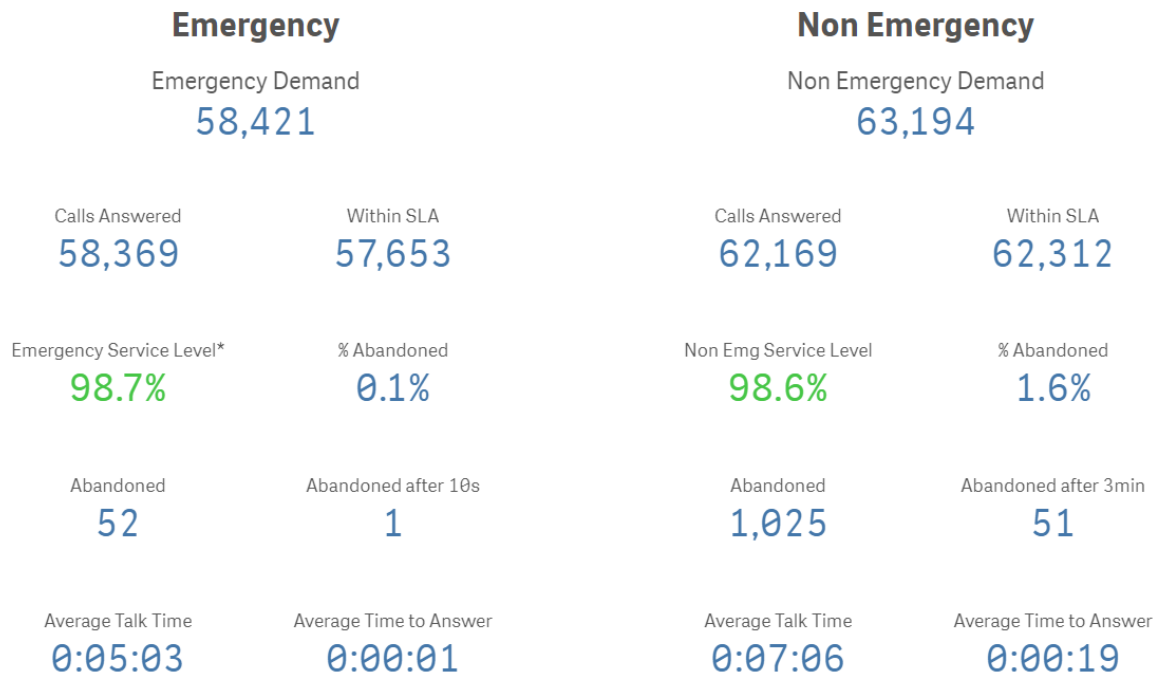 Emergency
Non Emergency
Emergency Demand
Non Emergency Demand
58,421
63,194
Calls Answered
Within SLA
Calls Answered
Within SLA
58,369
57,653
62,169
62,312
Emergency Service Level*
% Abandoned
Non Emg Service Level
% Abandoned
98.7%
0.1%
98.6%
1.6%
Abandoned
Abandoned after 10s
Abandoned
Abandoned after 3min
52
1
1,025
51
Average Talk Time
Average Time to Answer
Average Talk Time
Average Time to Answer
0:05:03
0:00:01
0:07:06
0:00:19